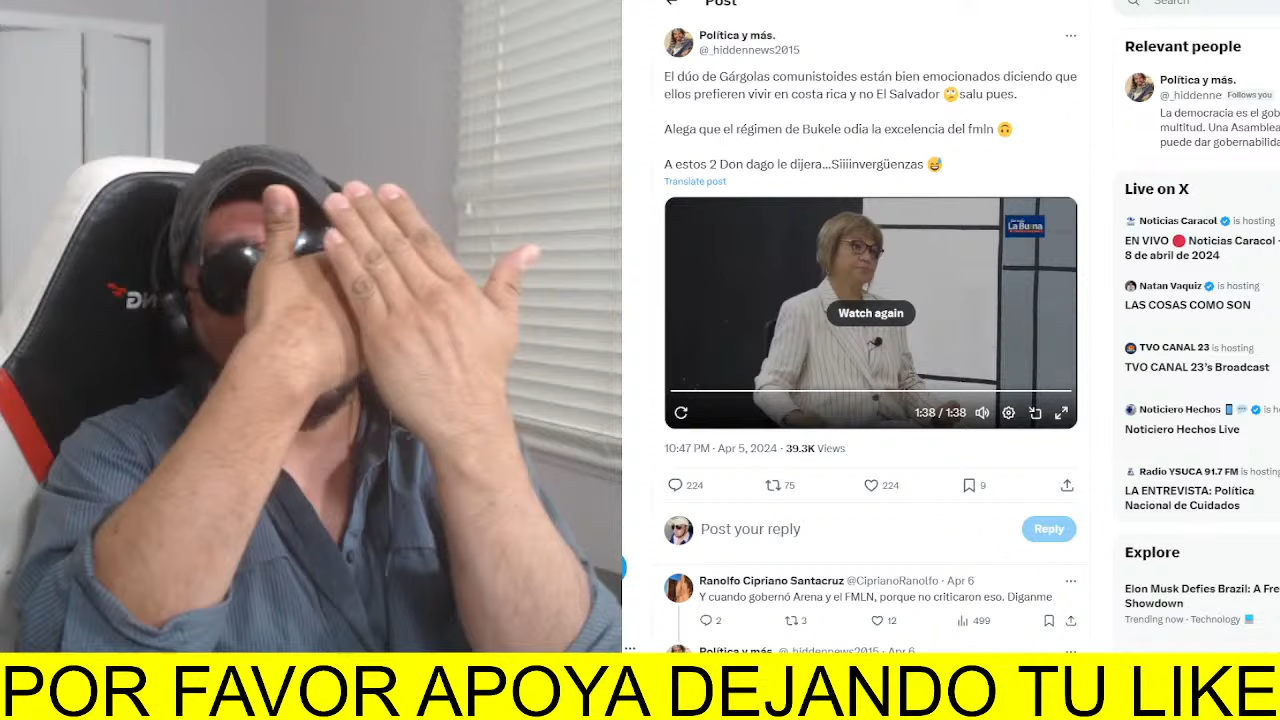 Post
Search
Política y más.
@_hiddennews2015
El dúo de Gárgolas comunistoides están bien emocionados diciendo que
ellos prefieren vivir en costa rica y no El Salvador 🙄salu pues.
Alega que el régimen de Bukele odia la excelencia del fmln 🙃
A estos 2 Don dago le dijera...Siiiinvergüenzas 😅
Translate post
La Buena
Watch again
1:38 / 1:38
10:47 PM · Apr 5, 2024 · 39.3K Views
224
75
224
9
Post your reply
Reply
Ranolfo Cipriano Santacruz @CiprianoRanolfo · Apr 6
Y cuando gobernó Arena y el FMLN, porque no criticaron eso. Diganme
2
3
12
499
Política y más. @_hiddennews2015 · Apr 6
Relevant people
Política y más.
@_hiddenne Follows you
La democracia es el gob
multitud. Una Asamblea
puede dar gobernabilida
Live on X
Noticias Caracol is hosting
EN VIVO 🔴 Noticias Caracol -
8 de abril de 2024
Natan Vaquiz is hosting
LAS COSAS COMO SON
TVO CANAL 23 is hosting
TVO CANAL 23's Broadcast
Noticiero Hechos is h
Noticiero Hechos Live
Radio YSUCA 91.7 FM is hosting
LA ENTREVISTA: Política
Nacional de Cuidados
Explore
Elon Musk Defies Brazil: A Fre
Showdown
Trending now · Technology
POR FAVOR APOYA DEJANDO TU LIKE